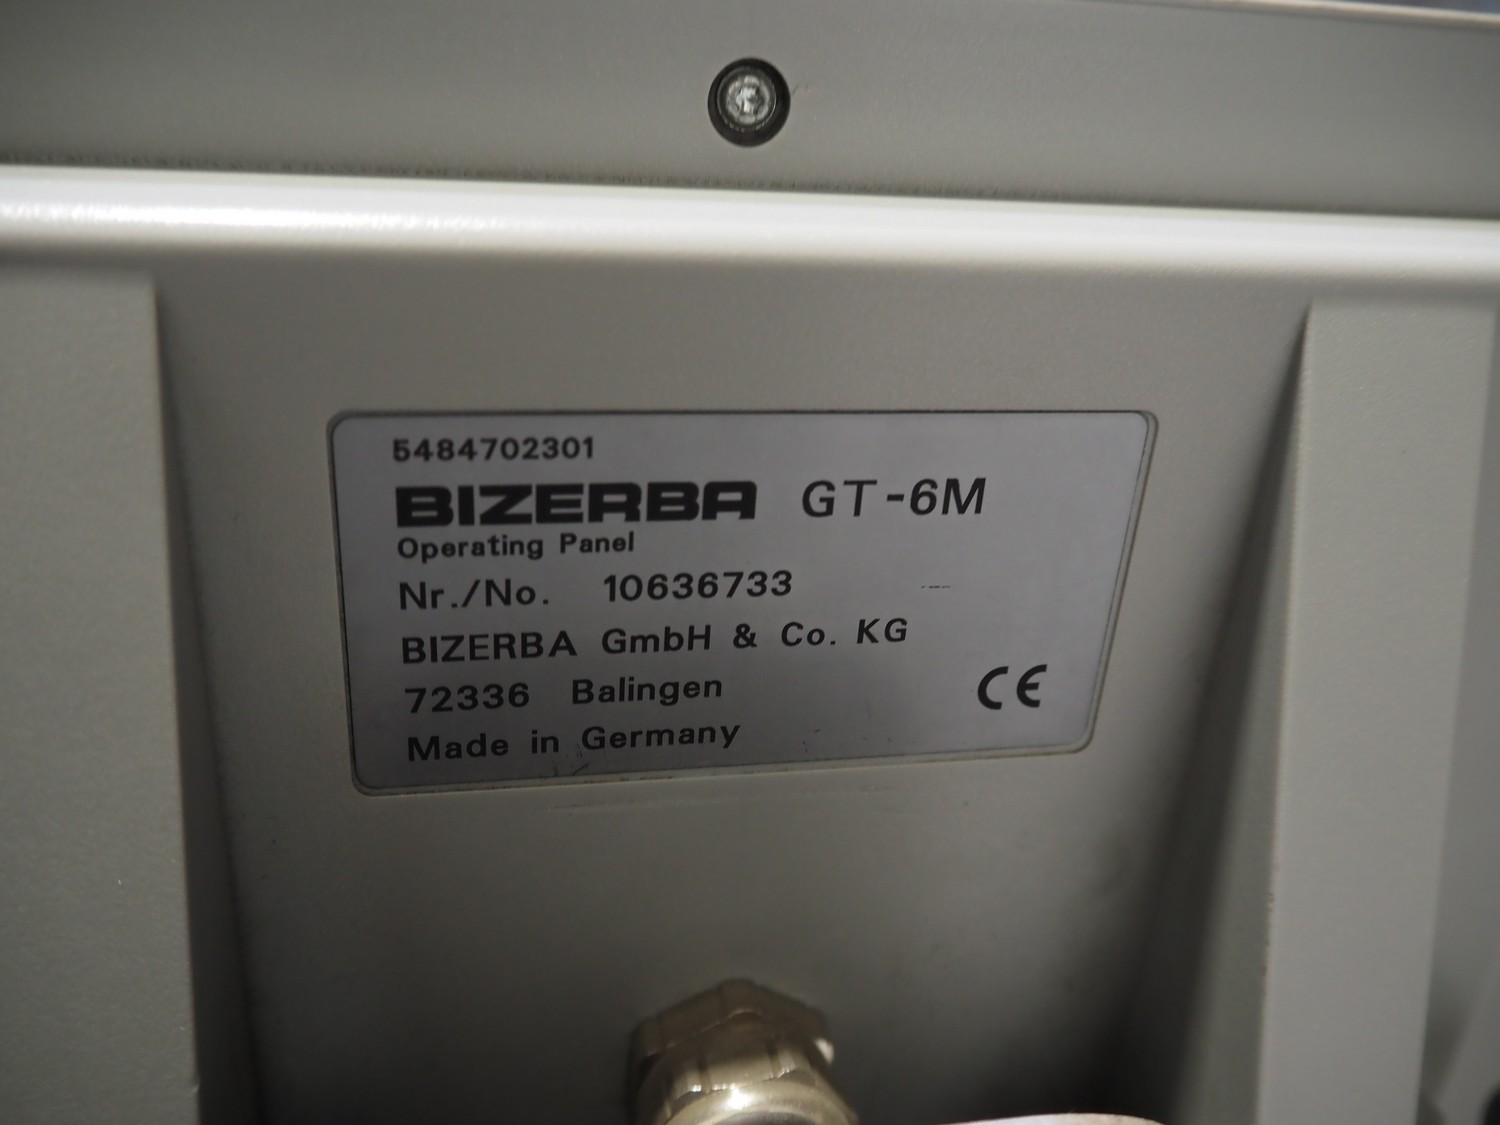 5484702301
BIZERBA GT-6M
Operating Panel
Nr./No. 10636733
BIZERBA GmbH & Co. KG
72336 Balingen
Made in Germany
CE